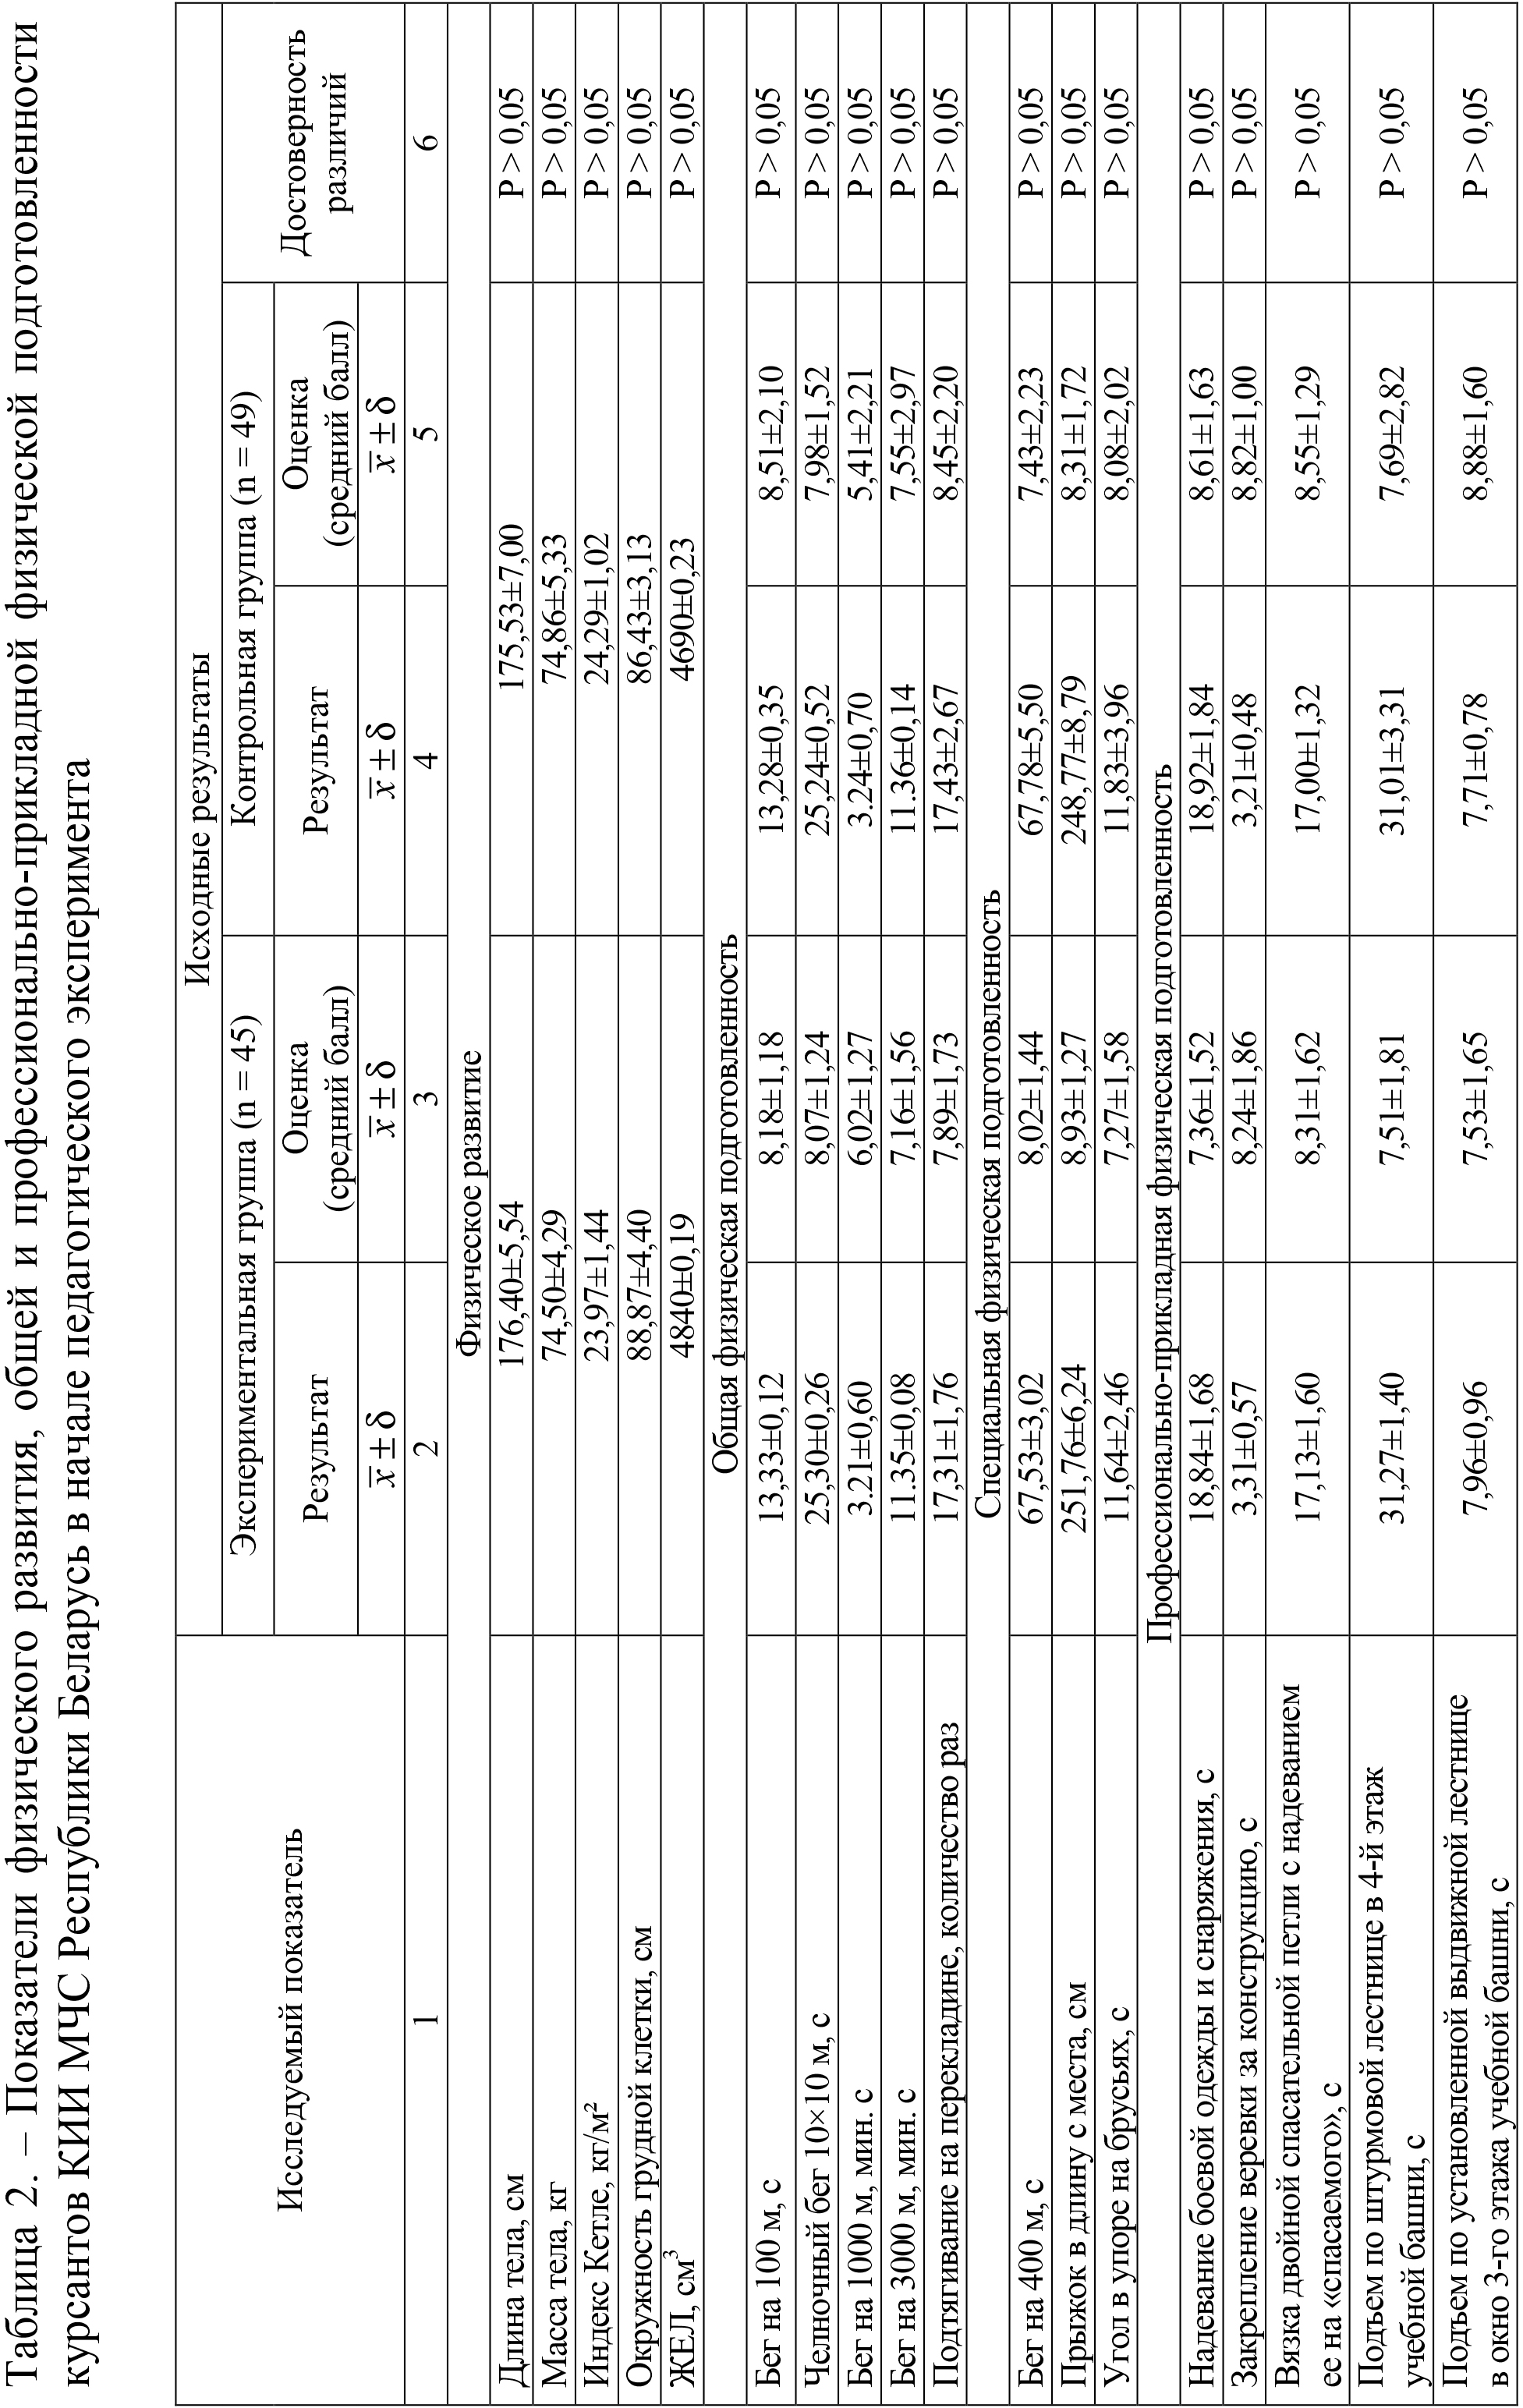 Таблица 2. – Показатели физического развития, общей и профессионально-прикладной физической подготовленности
курсантов КИИ МЧС Республики Беларусь в начале педагогического эксперимента
Исследуемый показатель
Исходные результаты
Экспериментальная группа (n = 45)
Контрольная группа (n = 49)
Достоверность
различий
Результат
Оценка
(средний балл)
Результат
Оценка
(средний балл)
x̅ ± δ
x̅ ± δ
x̅ ± δ
x̅ ± δ
1 2 3 4 5 6
Физическое развитие
Длина тела, см 176,40±5,54 175,53±7,00 P > 0,05
Масса тела, кг 74,50±4,29 74,86±5,33 P > 0,05
Индекс Кетле, кг/м² 23,97±1,44 24,29±1,02 P > 0,05
Окружность грудной клетки, см 88,87±4,40 86,43±3,13 P > 0,05
ЖЕЛ, см³ 4840±0,19 4690±0,23 P > 0,05
Общая физическая подготовленность
Бег на 100 м, с 13,33±0,12 8,18±1,18 13,28±0,35 8,51±2,10 P > 0,05
Челночный бег 10×10 м, с 25,30±0,26 8,07±1,24 25,24±0,52 7,98±1,52 P > 0,05
Бег на 1000 м, мин. с 3.21±0,60 6,02±1,27 3.24±0,70 5,41±2,21 P > 0,05
Бег на 3000 м, мин. с 11.35±0,08 7,16±1,56 11.36±0,14 7,55±2,97 P > 0,05
Подтягивание на перекладине, количество раз 17,31±1,76 7,89±1,73 17,43±2,67 8,45±2,20 P > 0,05
Специальная физическая подготовленность
Бег на 400 м, с 67,53±3,02 8,02±1,44 67,78±5,50 7,43±2,23 P > 0,05
Прыжок в длину с места, см 251,76±6,24 8,93±1,27 248,77±8,79 8,31±1,72 P > 0,05
Угол в упоре на брусьях, с 11,64±2,46 7,27±1,58 11,83±3,96 8,08±2,02 P > 0,05
Профессионально-прикладная физическая подготовленность
Надевание боевой одежды и снаряжения, с 18,84±1,68 7,36±1,52 18,92±1,84 8,61±1,63 P > 0,05
Закрепление веревки за конструкцию, с 3,31±0,57 8,24±1,86 3,21±0,48 8,82±1,00 P > 0,05
Вязка двойной спасательной петли с надеванием
ее на «спасаемого», с 17,13±1,60 8,31±1,62 17,00±1,32 8,55±1,29 P > 0,05
Подъем по штурмовой лестнице в 4-й этаж
учебной башни, с 31,27±1,40 7,51±1,81 31,01±3,31 7,69±2,82 P > 0,05
Подъем по установленной выдвижной лестнице
в окно 3-го этажа учебной башни, с 7,96±0,96 7,53±1,65 7,71±0,78 8,88±1,60 P > 0,05